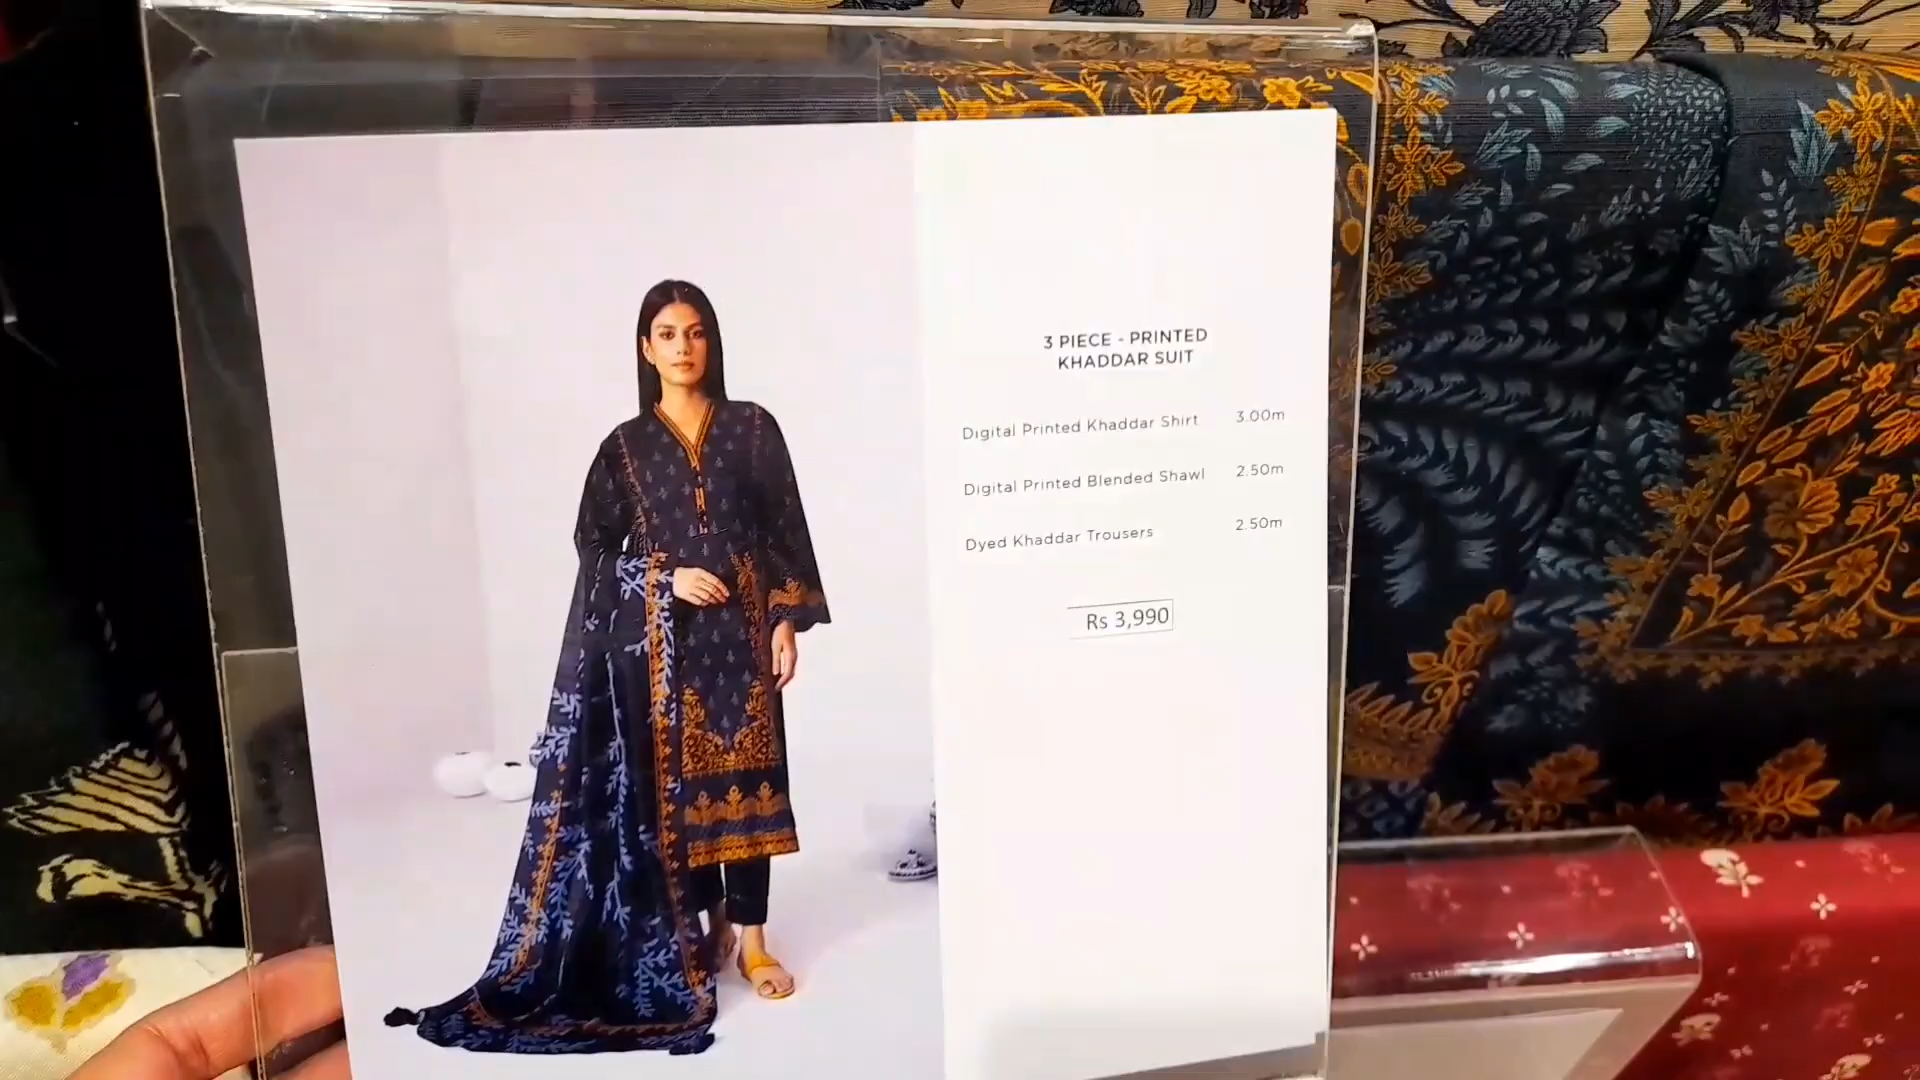 3 PIECE - PRINTED
KHADDAR SUIT
Digital Printed Khaddar Shirt 3.00m
Digital Printed Blended Shawl 2.50m
Dyed Khaddar Trousers 2.50m
Rs 3,990